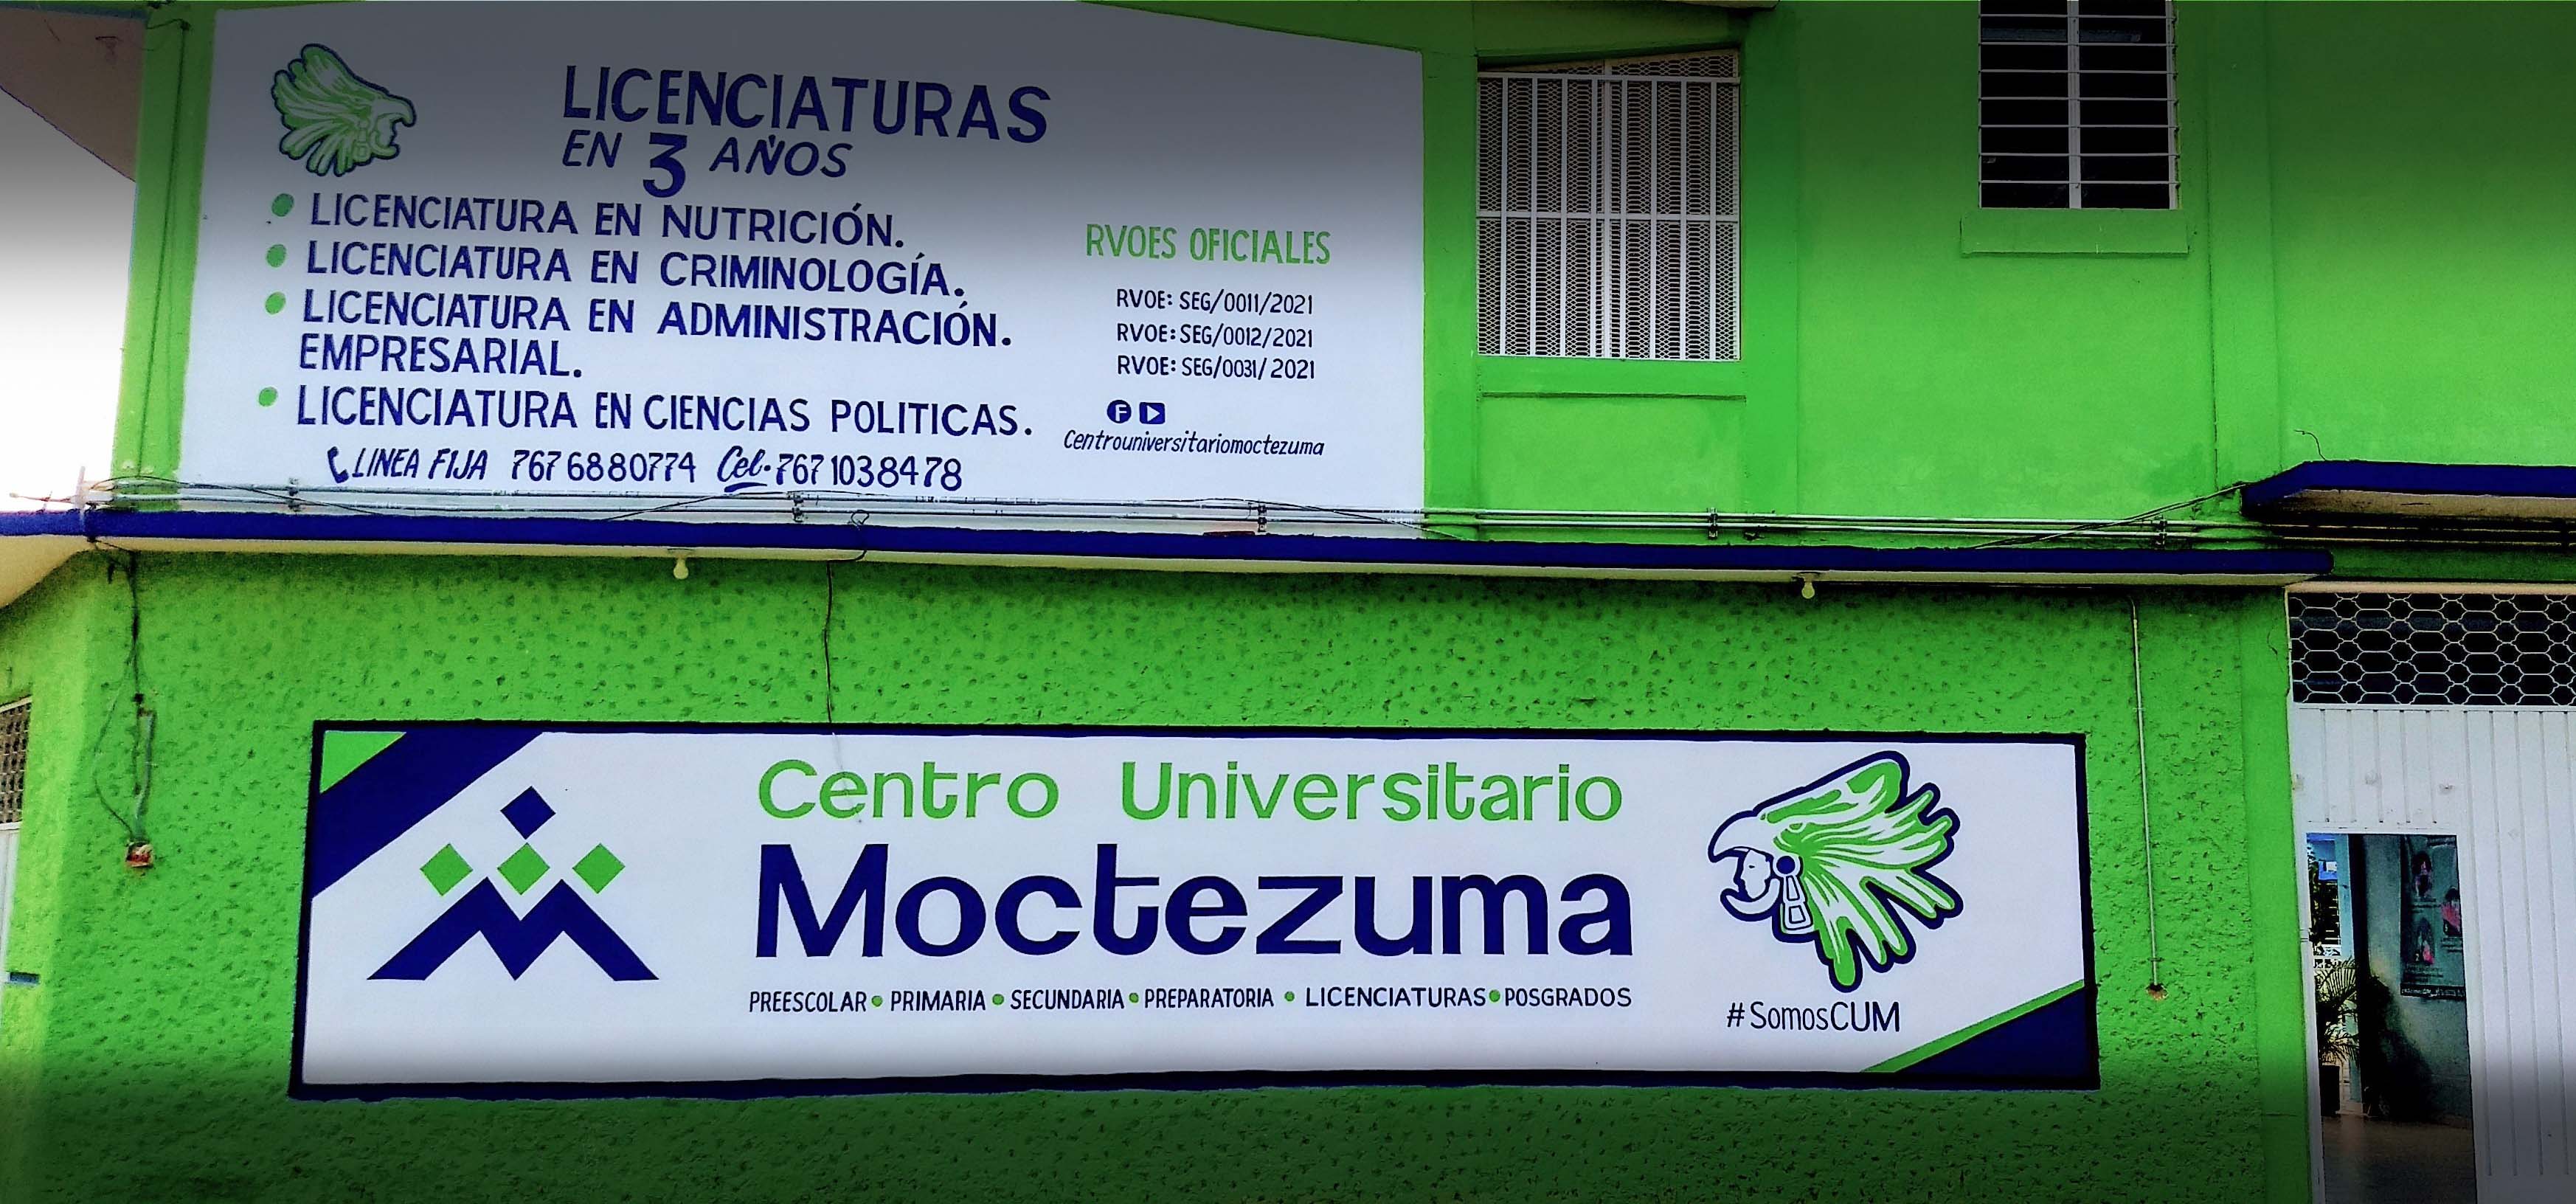 LICENCIATURAS
EN 3 AÑOS
LICENCIATURA EN NUTRICIÓN.
LICENCIATURA EN CRIMINOLOGÍA.
LICENCIATURA EN ADMINISTRACIÓN.
EMPRESARIAL.
LICENCIATURA EN CIENCIAS POLITICAS.
LINEA FIJA 767 6880774 Cel. 767 1038478
RVOES OFICIALES
RVOE: SEG/0011/2021
RVOE: SEG/0012/2021
RVOE: SEG/0031/2021
Centrouniversitariomoctezuma
Centro Universitario
Moctezuma
PREESCOLAR • PRIMARIA • SECUNDARIA • PREPARATORIA • LICENCIATURAS • POSGRADOS
#SomosCUM